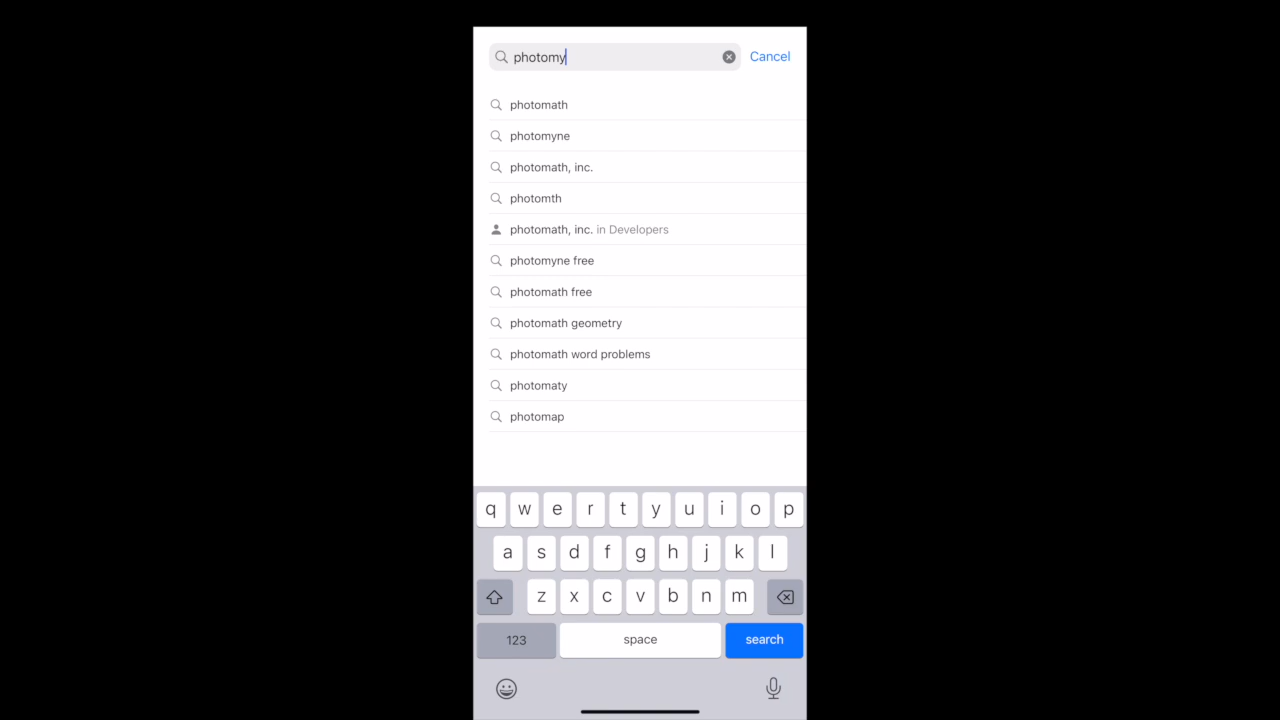 photomy Cancel
photomath
photomyne
photomath, inc.
photomth
photomath, inc. in Developers
photomyne free
photomath free
photomath geometry
photomath word problems
photomaty
photomap
q w e r t y u i o p
a s d f g h j k l
z x c v b n m
123 space search